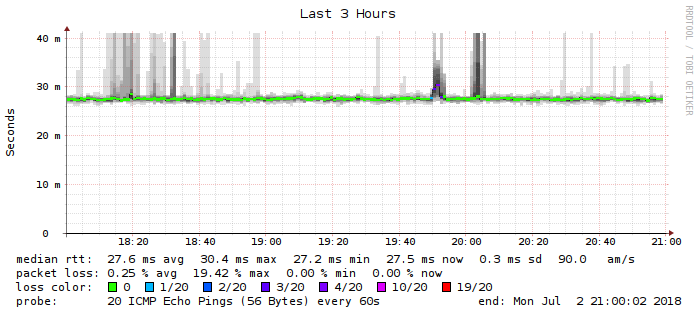 Last 3 Hours
RRDTOOL / TOBI OETIKER
Seconds
40 m
30 m
20 m
10 m
0
18:20 18:40 19:00 19:20 19:40 20:00 20:20 20:40 21:00
median rtt: 27.6 ms avg 30.4 ms max 27.2 ms min 27.5 ms now 0.3 ms sd 90.0 am/s
packet loss: 0.25 % avg 19.42 % max 0.00 % min 0.00 % now
loss color: 0 1/20 2/20 3/20 4/20 10/20 19/20
probe: 20 ICMP Echo Pings (56 Bytes) every 60s end: Mon Jul 2 21:00:02 2018